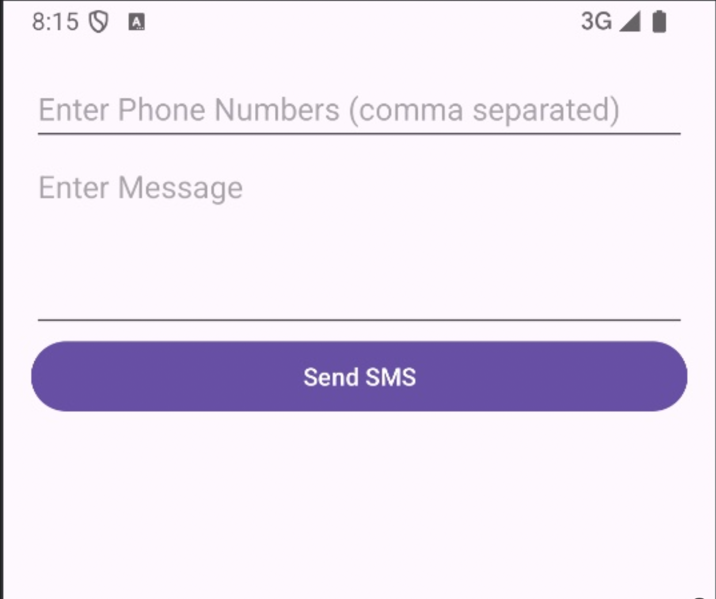 8:15 A 3G
Enter Phone Numbers (comma separated)
Enter Message
Send SMS